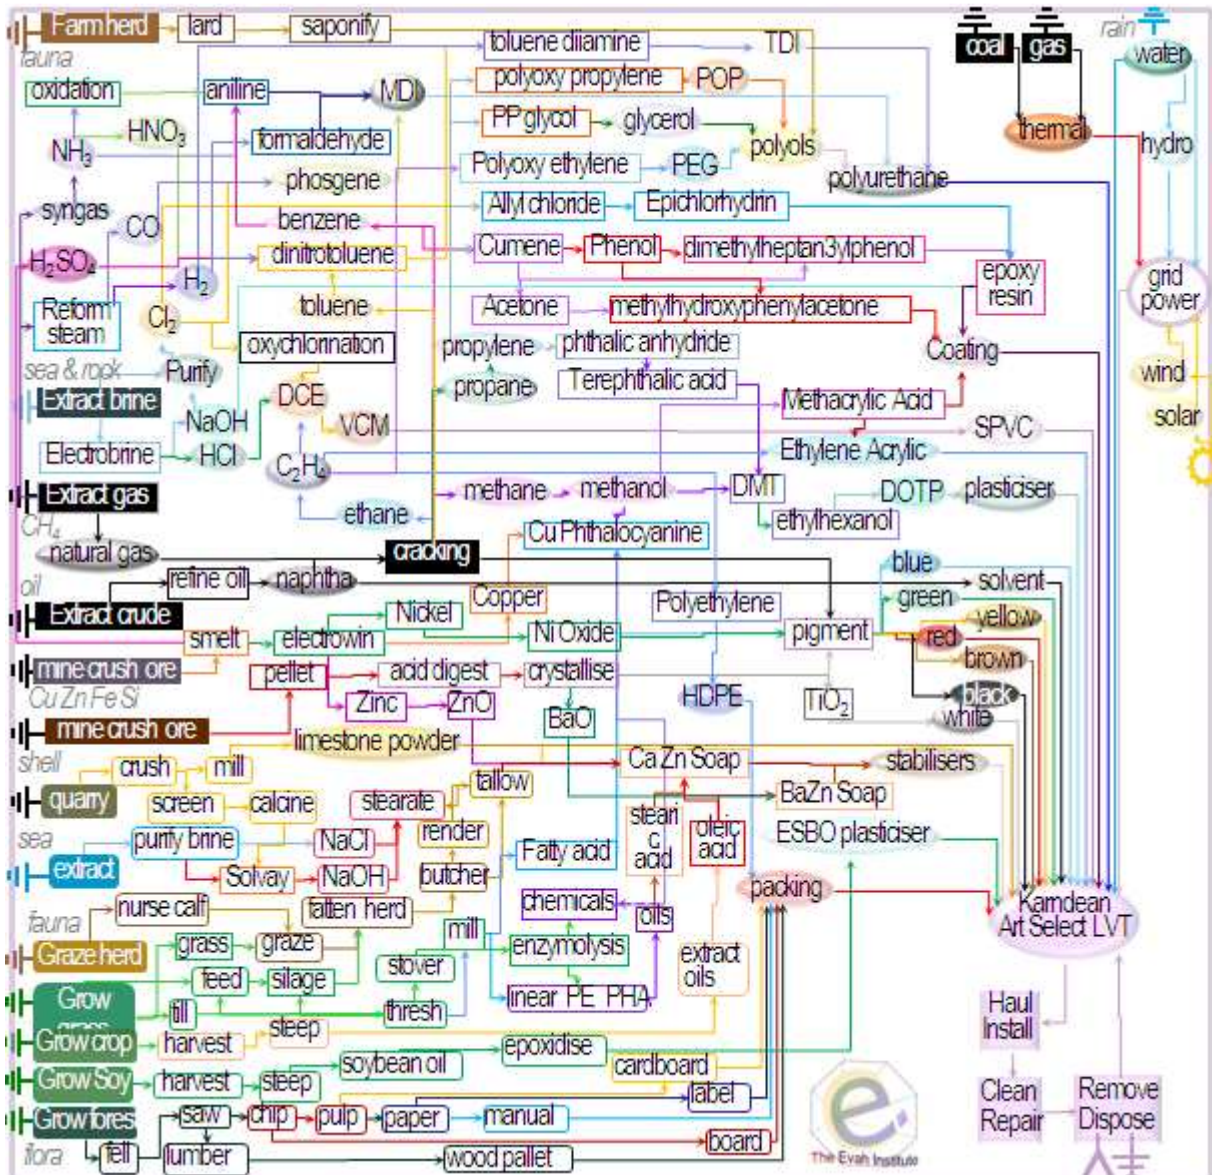 Farm herd
lard
saponify
toluene diamine
TDI
coal
gas
rain
water
fauna
oxidation
aniline
MDI
polyoxy propylene
POP
HNO3
formaldehyde
PP glycol
glycerol
polyols
thermal
hydro
NH3
phosgene
Polyoxy ethylene
PEG
polyurethane
syngas
CO
benzene
Allyl chloride
Epichlorhydrin
H2SO4
H2
dinitrotoluene
Cumene
Phenol
dimethylheptan3ylphenol
epoxy
resin
grid
power
Reform
steam
Cl2
toluene
Acetone
methylhydroxyphenylacetone
oxychlorination
propylene
phthalic anhydride
Coating
sea & rock
Purify
propane
Terephthalic acid
wind
Extract brine
NaOH
DCE
VCM
Methacrylic Acid
SPVC
solar
Electrobrine
HCl
C2H4
Ethylene Acrylic
Extract gas
methane
methanol
DMT
DOTP
plasticiser
CH4
ethane
Cu Phthalocyanine
ethylhexanol
natural gas
cracking
blue
oil
refine oil
naphtha
solvent
Extract crude
Nickel
Copper
Polyethylene
green
yellow
smelt
electrowin
Ni Oxide
pigment
red
mine crush ore
pellet
acid digest
crystallise
brown
Cu Zn Fe Si
Zinc
ZnO
BaO
HDPE
TiO2
black
white
mine crush ore
limestone powder
shell
crush
mill
tallow
Ca Zn Soap
stabilisers
quarry
screen
calcine
stearate
BaZn Soap
sea
purify brine
NaCl
render
steari
c
acid
oleic
acid
ESBO plasticiser
extract
Solvay
NaOH
butcher
Fatty acid
packing
nurse calf
fatten herd
chemicals
oils
Karndean
Art Select LVT
fauna
Graze herd
grass
graze
mill
enzymolysis
extract
oils
stover
feed
silage
linear PE PHA
Grow
till
thresh
Haul
Install
Grow crop
harvest
steep
epoxidise
Grow Soy
harvest
steep
soybean oil
cardboard
Clean
Repair
Remove
Dispose
Grow fores
saw
chip
pulp
paper
manual
label
flora
fell
lumber
wood pallet
board
e
The Evah Institute